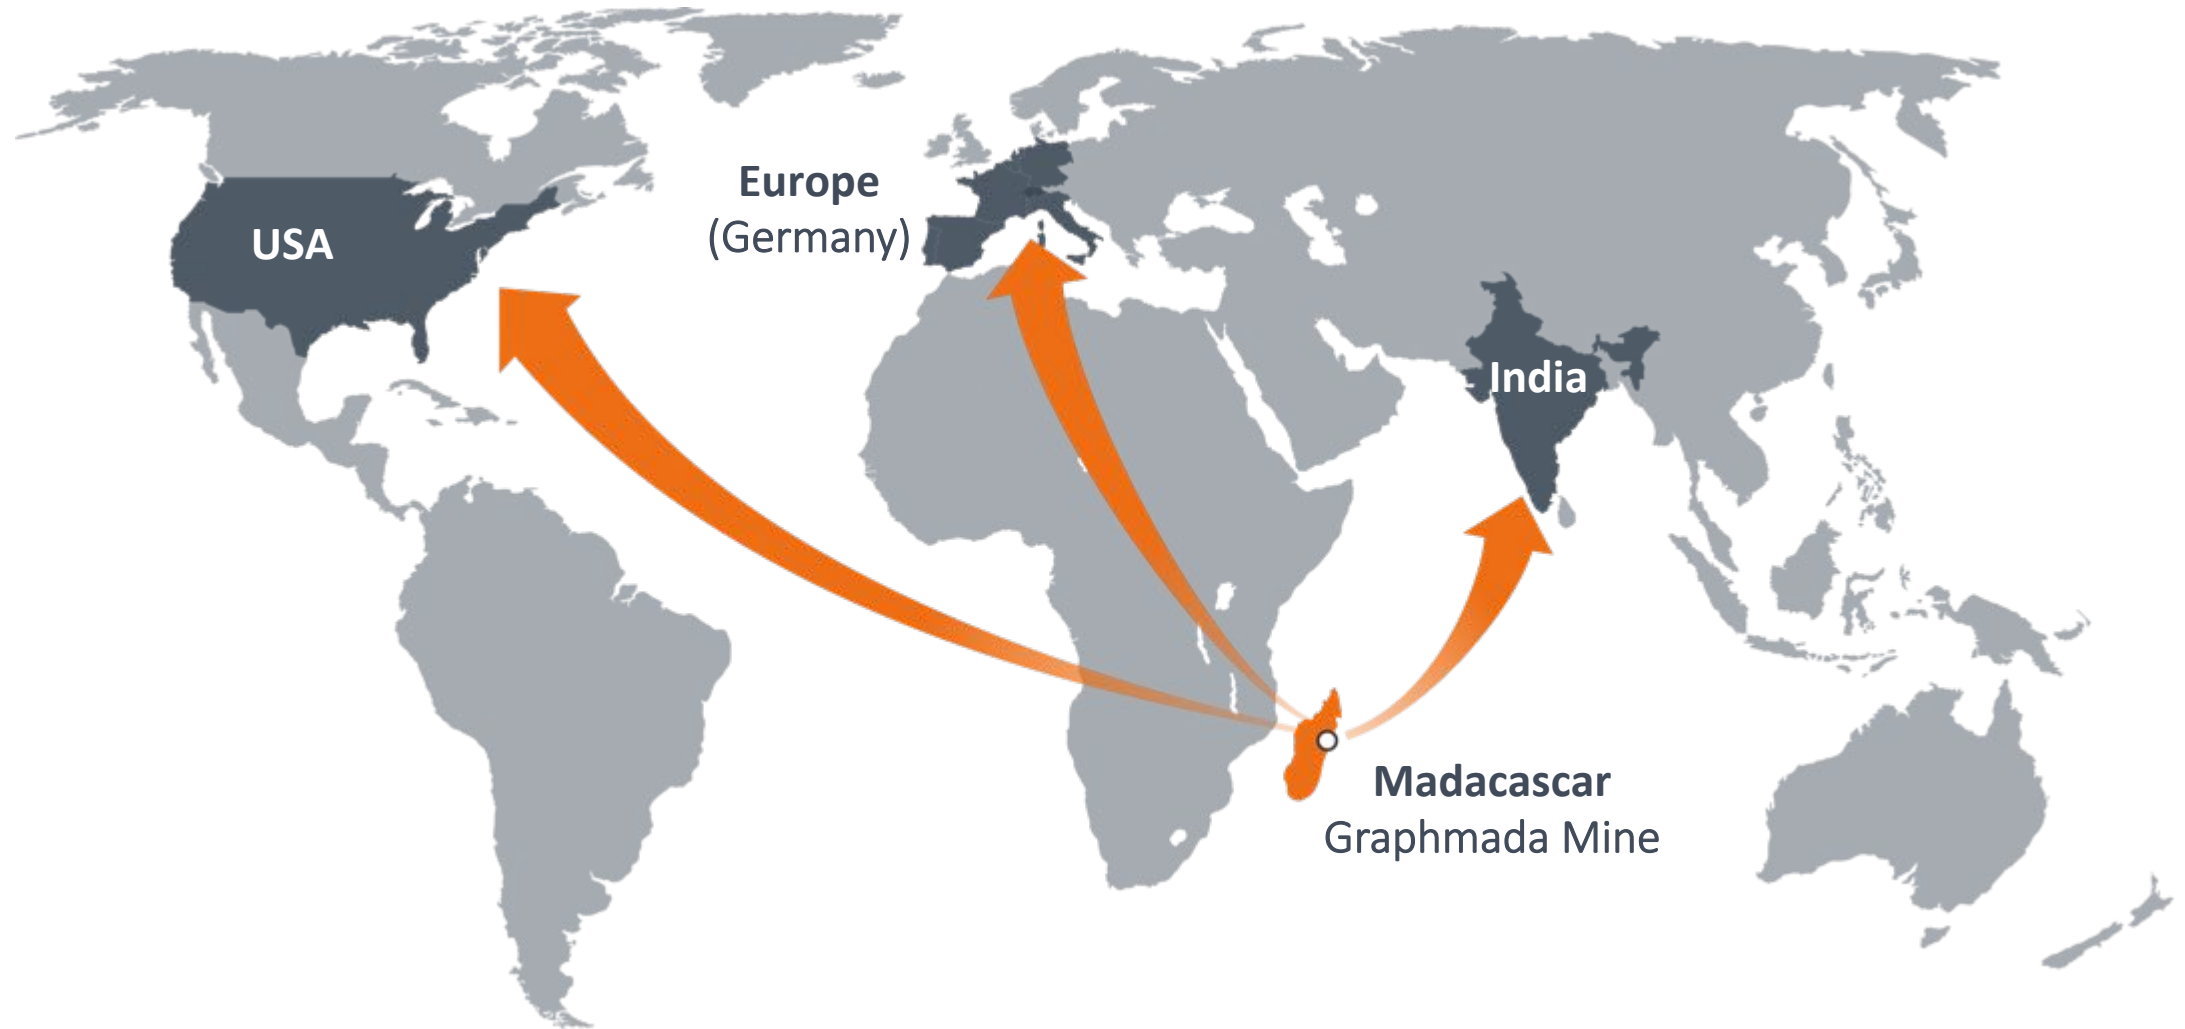 Europe
(Germany)
USA
India
Madacascar
Graphmada Mine